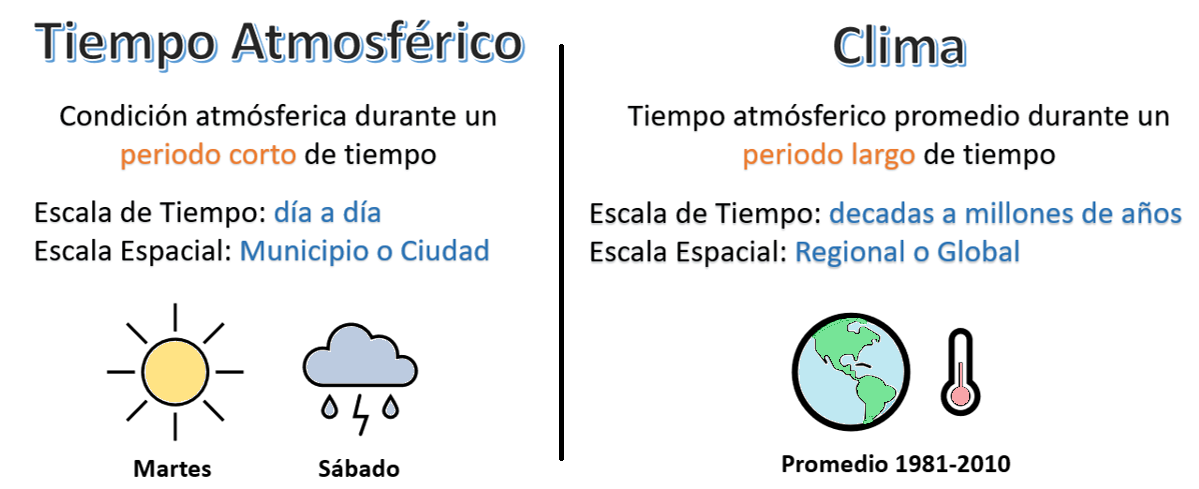 Tiempo Atmosférico
Condición atmósferica durante un
periodo corto de tiempo
Escala de Tiempo: día a día
Escala Espacial: Municipio o Ciudad
Martes
Sábado
Clima
Tiempo atmósferico promedio durante un
periodo largo de tiempo
Escala de Tiempo: decadas a millones de años
Escala Espacial: Regional o Global
Promedio 1981-2010